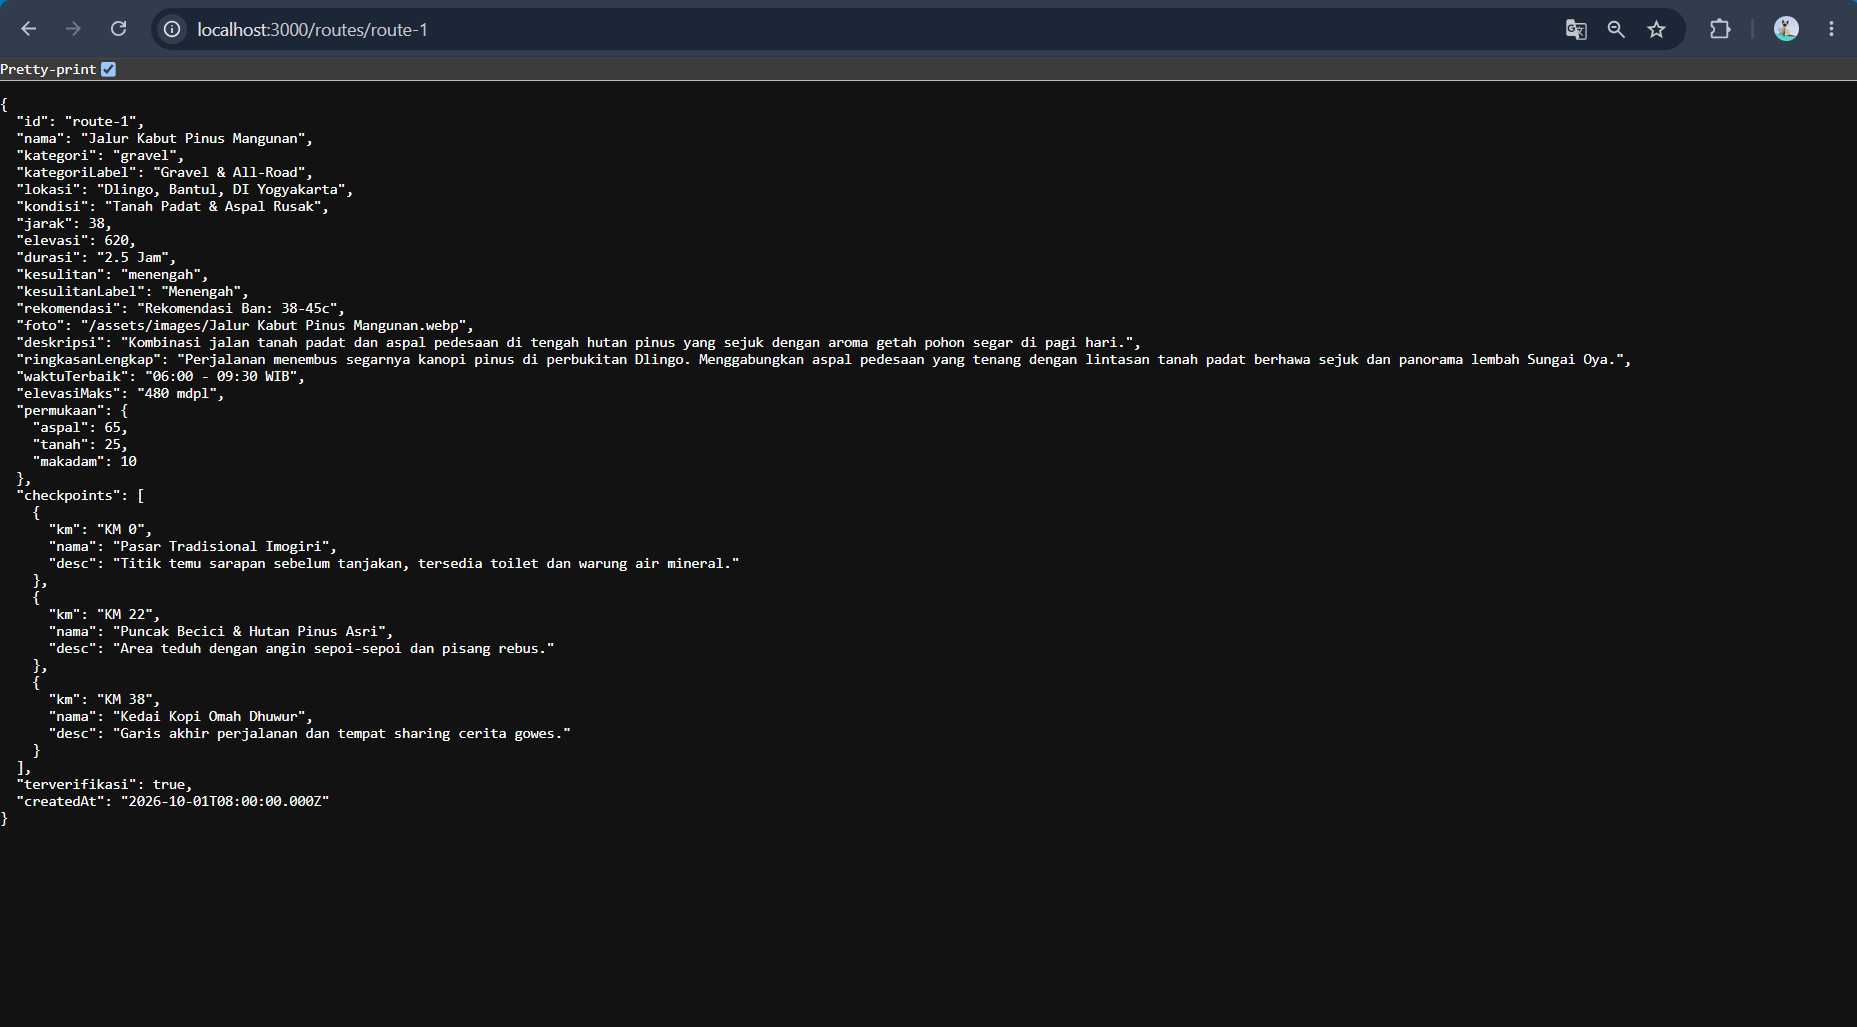 localhost:3000/routes/route-1
Pretty-print
{
  "id": "route-1",
  "nama": "Jalur Kabut Pinus Mangunan",
  "kategori": "gravel",
  "kategoriLabel": "Gravel & All-Road",
  "lokasi": "Dlingo, Bantul, DI Yogyakarta",
  "kondisi": "Tanah Padat & Aspal Rusak",
  "jarak": 38,
  "elevasi": 620,
  "durasi": "2.5 Jam",
  "kesulitan": "menengah",
  "kesulitanLabel": "Menengah",
  "rekomendasi": "Rekomendasi Ban: 38-45c",
  "foto": "/assets/images/Jalur Kabut Pinus Mangunan.webp",
  "deskripsi": "Kombinasi jalan tanah padat dan aspal pedesaan di tengah hutan pinus yang sejuk dengan aroma getah pohon segar di pagi hari.",
  "ringkasanLengkap": "Perjalanan menembus segarnya kanopi pinus di perbukitan Dlingo. Menggabungkan aspal pedesaan yang tenang dengan lintasan tanah padat berhawa sejuk dan panorama lembah Sungai Oya.",
  "waktuTerbaik": "06:00 - 09:30 WIB",
  "elevasiMaks": "480 mdpl",
  "permukaan": {
    "aspal": 65,
    "tanah": 25,
    "makadam": 10
  },
  "checkpoints": [
    {
      "km": "KM 0",
      "nama": "Pasar Tradisional Imogiri",
      "desc": "Titik temu sarapan sebelum tanjakan, tersedia toilet dan warung air mineral."
    },
    {
      "km": "KM 22",
      "nama": "Puncak Becici & Hutan Pinus Asri",
      "desc": "Area teduh dengan angin sepoi-sepoi dan pisang rebus."
    },
    {
      "km": "KM 38",
      "nama": "Kedai Kopi Omah Dhuwur",
      "desc": "Garis akhir perjalanan dan tempat sharing cerita gowes."
    }
  ],
  "terverifikasi": true,
  "createdAt": "2026-10-01T08:00:00.000Z"
}